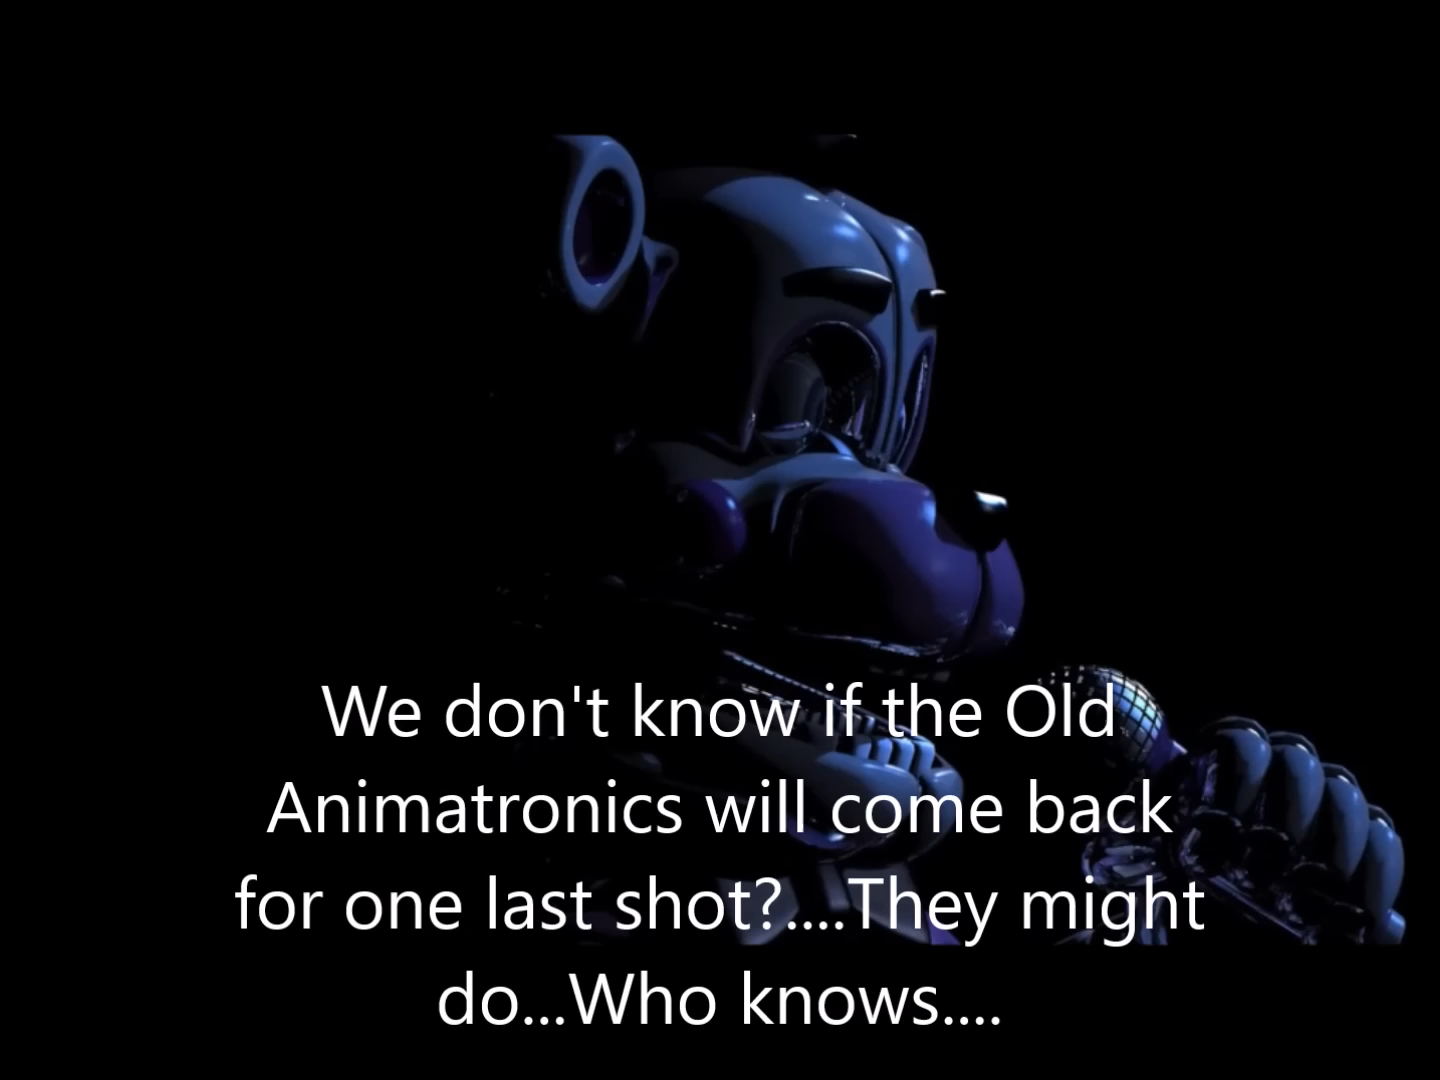 We don't know if the Old
Animatronics will come back
for one last shot?....They might
do...Who knows....